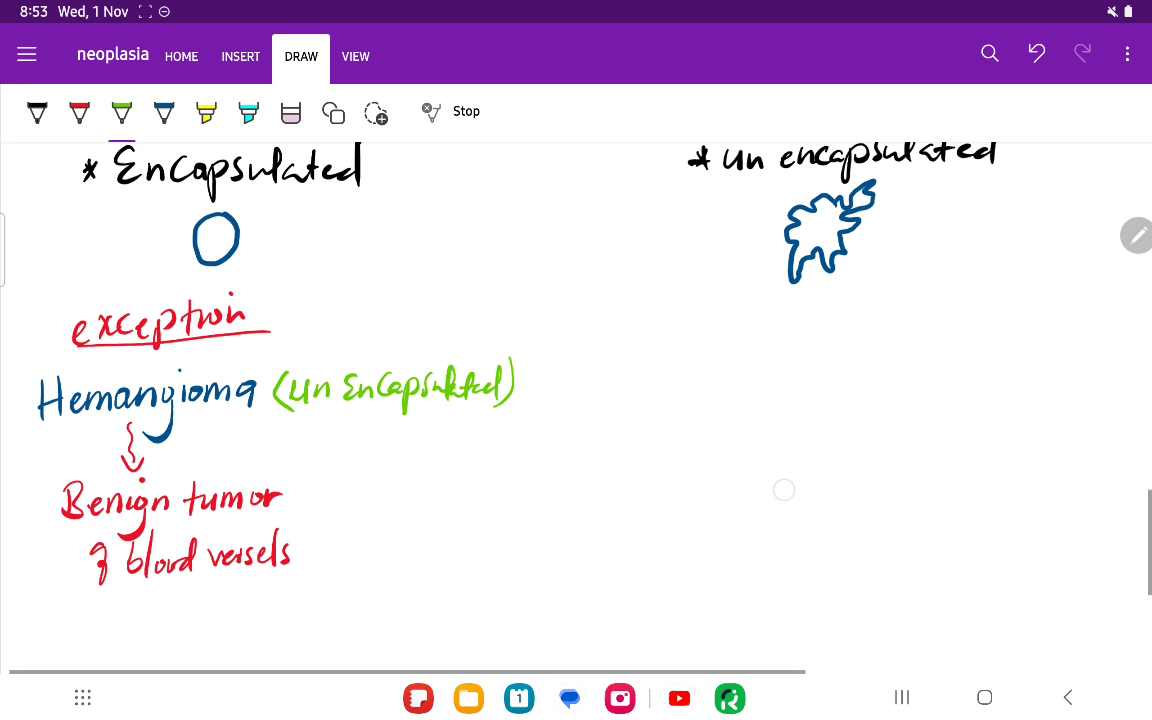 8:53 Wed, 1 Nov
neoplasia HOME INSERT DRAW VIEW
Stop
* Encapsulated
* un encapsulated
exception
Hemangioma (un Encapsulated)
Benign tumor
of blood vessels
1